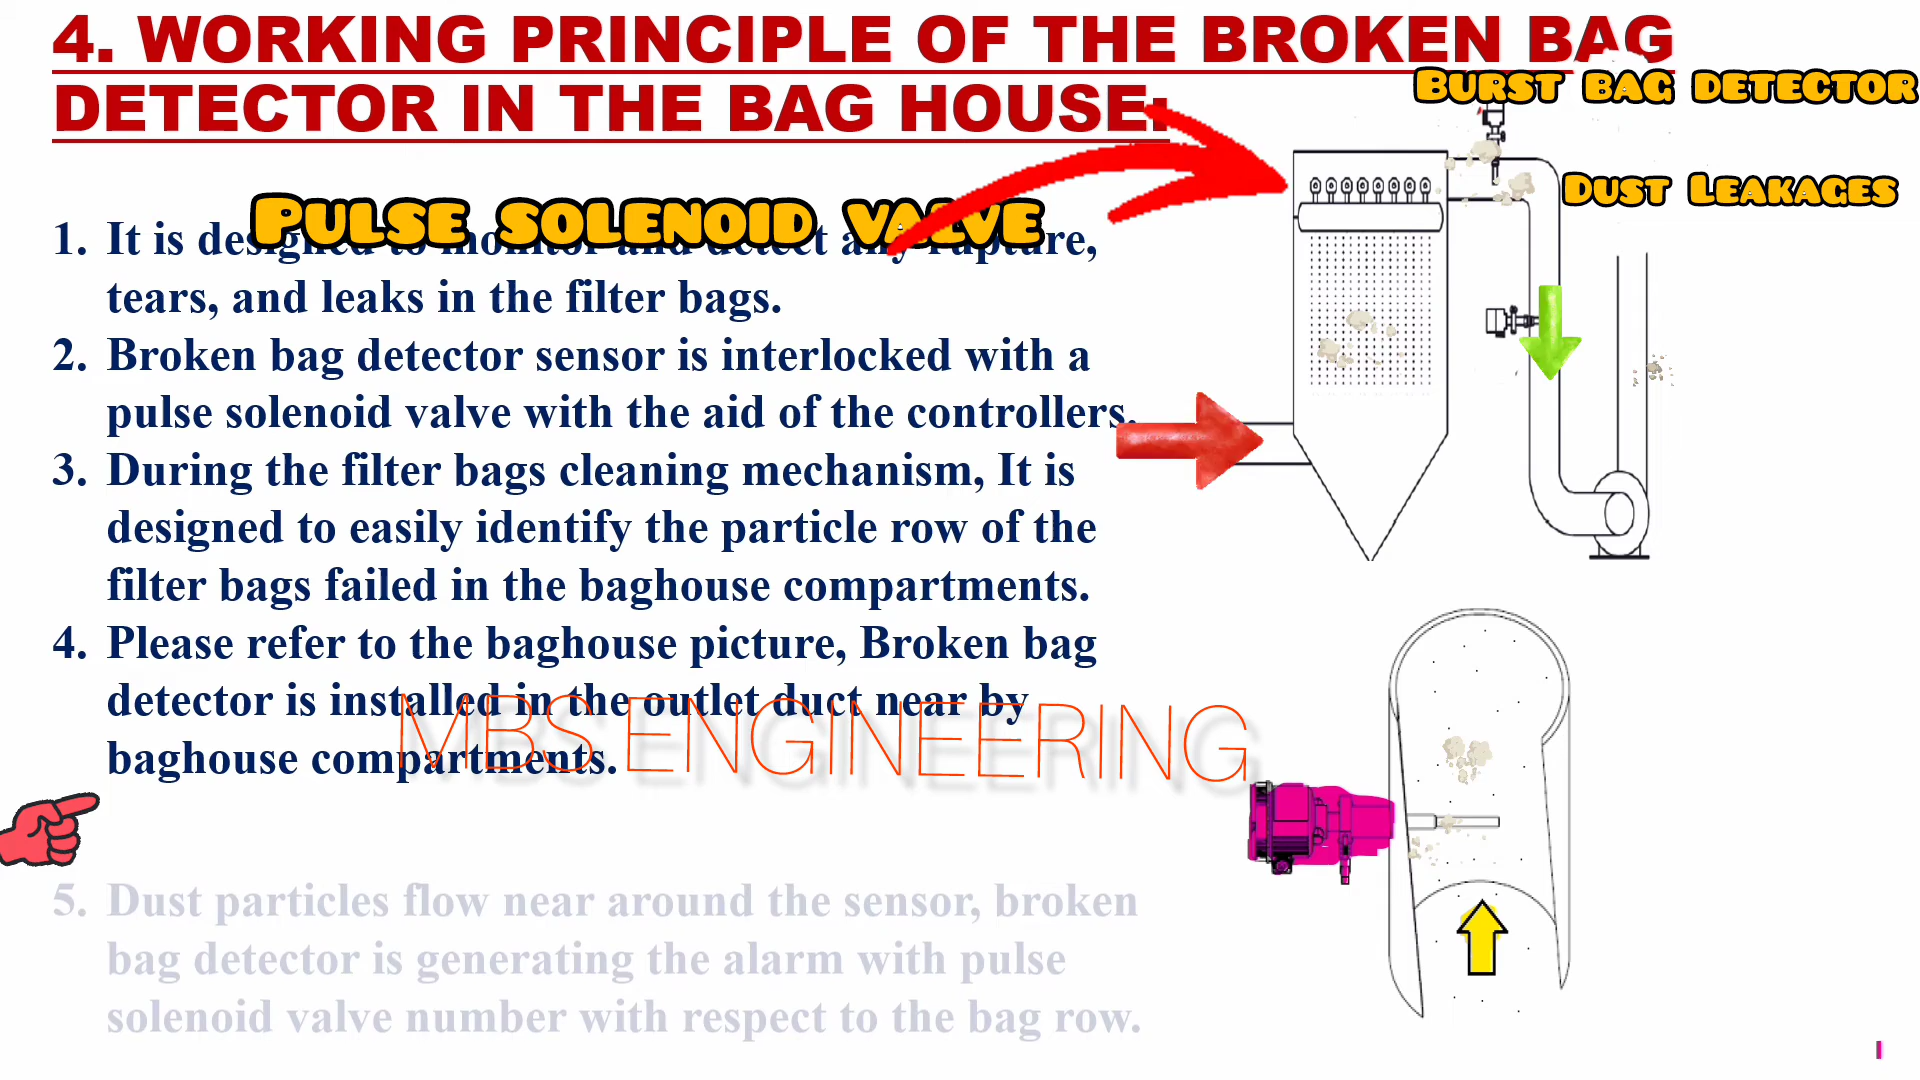 4. WORKING PRINCIPLE OF THE BROKEN BAG
DETECTOR IN THE BAG HOUSE:
BURST BAG DETECTOR
DUST LEAKAGES
PULSE SOLENOID VALVE
1. It is designed to monitor and detect any rupture,
tears, and leaks in the filter bags.
2. Broken bag detector sensor is interlocked with a
pulse solenoid valve with the aid of the controllers.
3. During the filter bags cleaning mechanism, It is
designed to easily identify the particle row of the
filter bags failed in the baghouse compartments.
4. Please refer to the baghouse picture, Broken bag
detector is installed in the outlet duct near by
baghouse compartments.
MBS ENGINEERING
5. Dust particles flow near around the sensor, broken
bag detector is generating the alarm with pulse
solenoid valve number with respect to the bag row.